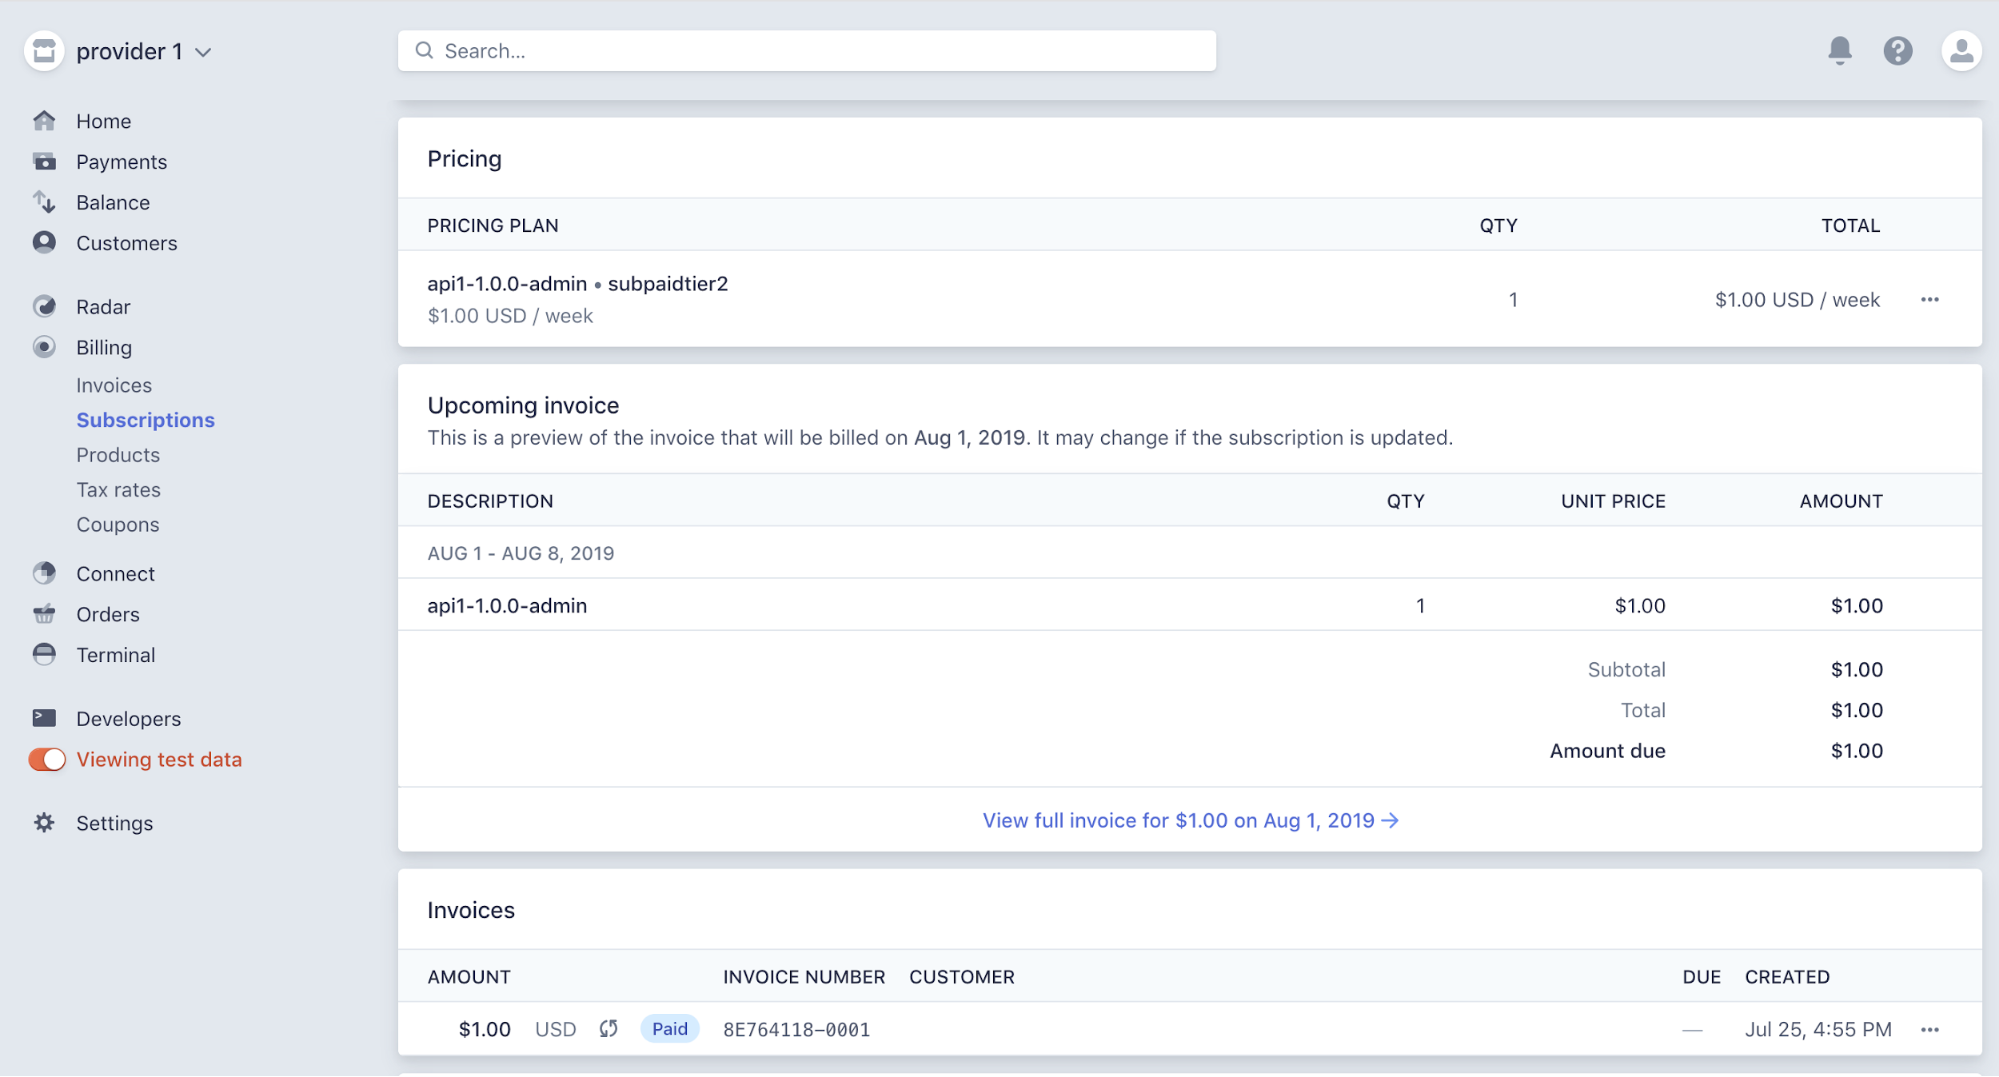 provider 1
Search...
Home
Payments
Balance
Customers
Radar
Billing
Invoices
Subscriptions
Products
Tax rates
Coupons
Connect
Orders
Terminal
Developers
Viewing test data
Settings
Pricing
PRICING PLAN QTY TOTAL
api1-1.0.0-admin • subpaidtier2
$1.00 USD / week
1 $1.00 USD / week
Upcoming invoice
This is a preview of the invoice that will be billed on Aug 1, 2019. It may change if the subscription is updated.
DESCRIPTION QTY UNIT PRICE AMOUNT
AUG 1 - AUG 8, 2019
api1-1.0.0-admin 1 $1.00 $1.00
Subtotal $1.00
Total $1.00
Amount due $1.00
View full invoice for $1.00 on Aug 1, 2019 →
Invoices
AMOUNT INVOICE NUMBER CUSTOMER DUE CREATED
$1.00 USD Paid 8E764118-0001 — Jul 25, 4:55 PM